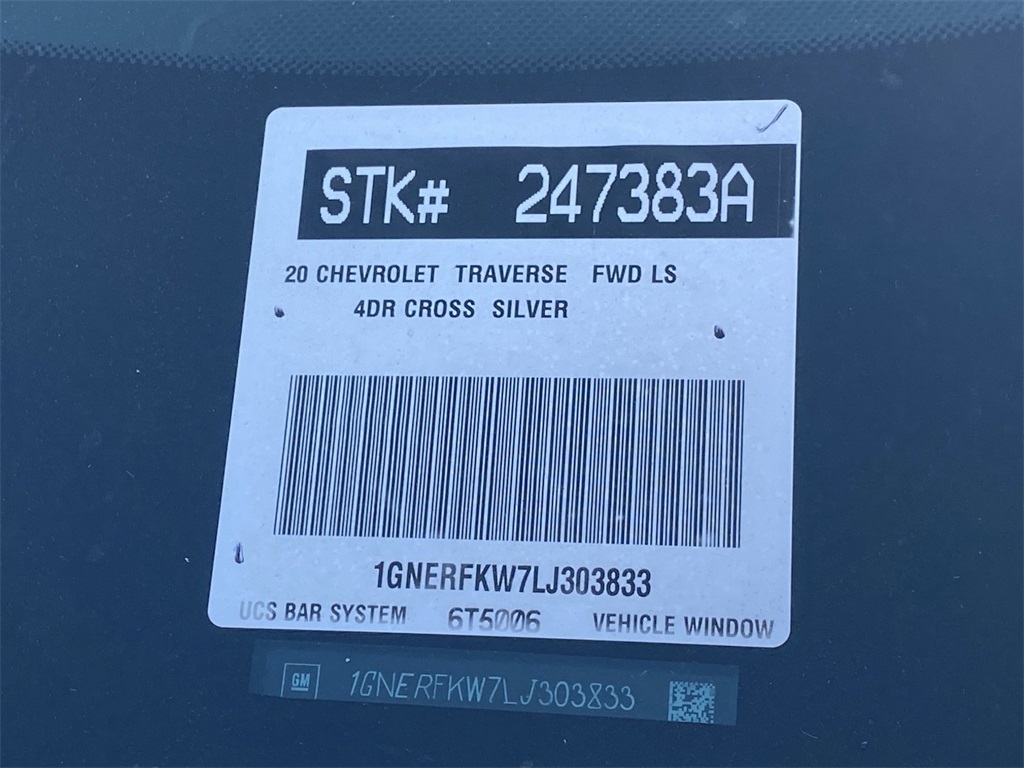 STK# 247383A
20 CHEVROLET TRAVERSE FWD LS
4DR CROSS SILVER
1GNERFKW7LJ303833
UCS BAR SYSTEM 6T5006 VEHICLE WINDOW
GM 1GNERFKW7LJ303833